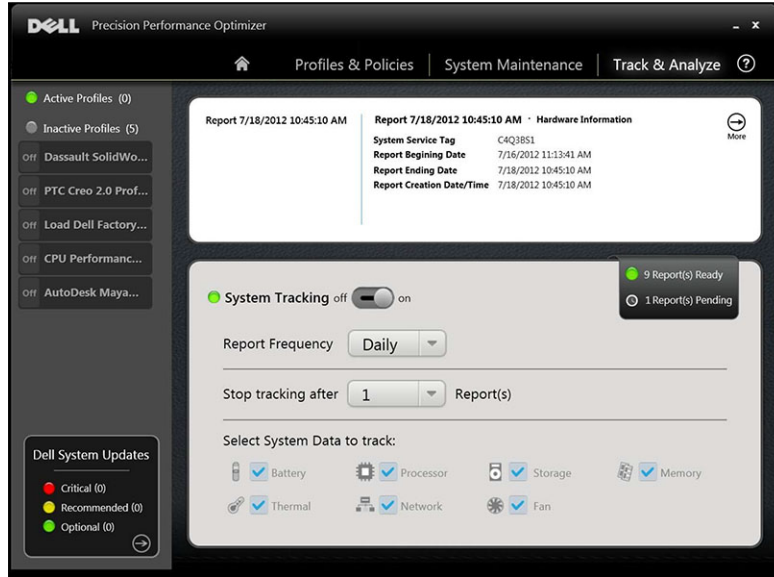 DELL Precision Performance Optimizer
Profiles & Policies System Maintenance Track & Analyze ?
Active Profiles (0)
Inactive Profiles (5)
Off Dassault SolidWo...
Off PTC Creo 2.0 Prof...
Off Load Dell Factory...
Off CPU Performanc...
Off AutoDesk Maya...
Dell System Updates
Critical (0)
Recommended (0)
Optional (0)
Report 7/18/2012 10:45:10 AM
Report 7/18/2012 10:45:10 AM · Hardware Information
System Service Tag C4Q3BS1
Report Begining Date 7/16/2012 11:13:41 AM
Report Ending Date 7/18/2012 10:45:10 AM
Report Creation Date/Time 7/18/2012 10:45:10 AM
More
9 Report(s) Ready
1 Report(s) Pending
System Tracking off on
Report Frequency Daily
Stop tracking after 1 Report(s)
Select System Data to track:
Battery Processor Storage Memory
Thermal Network Fan